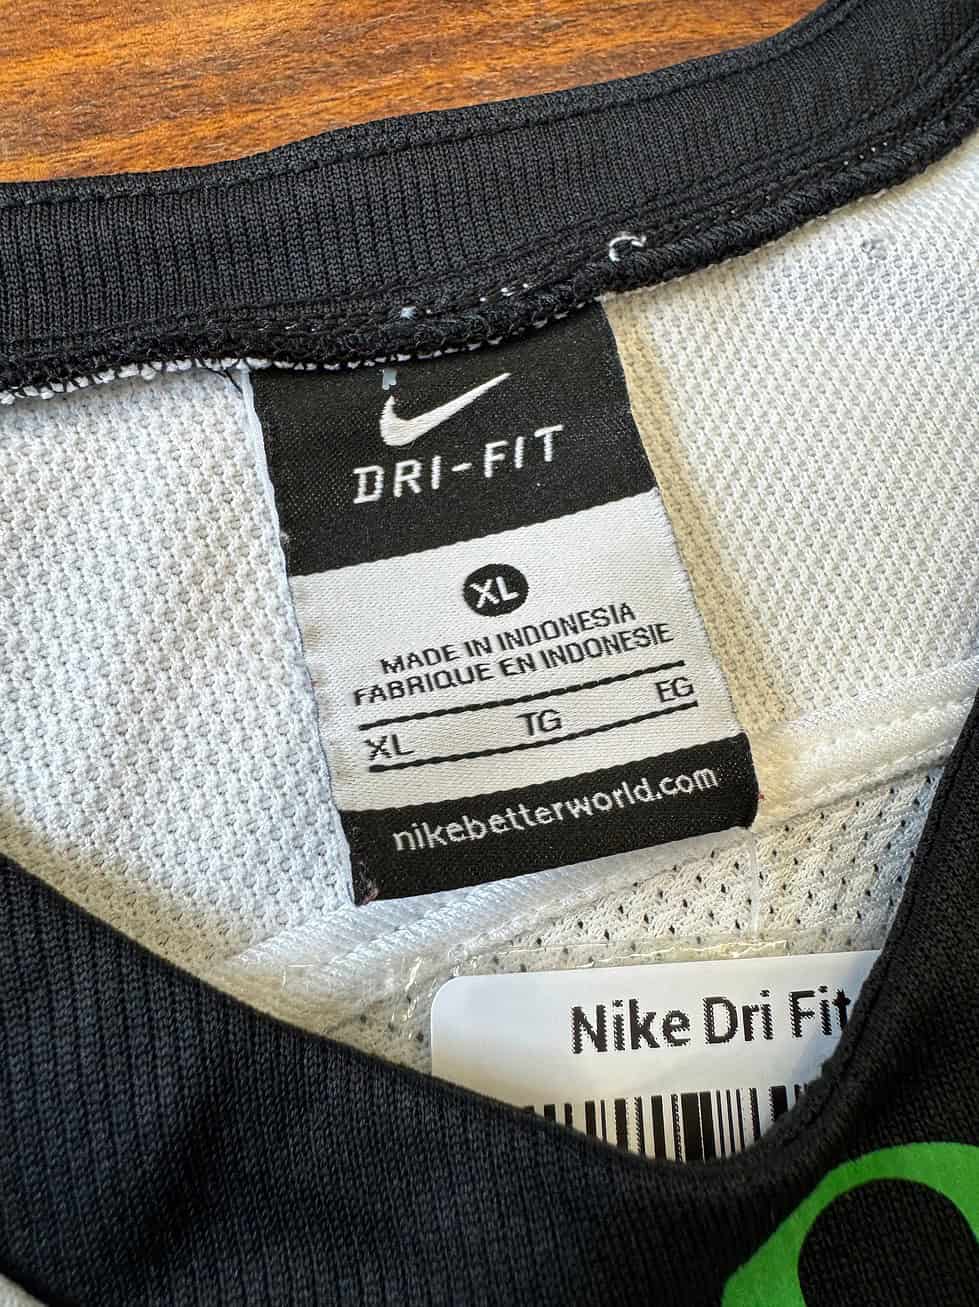 DRI-FIT
XL
MADE IN INDONESIA
FABRIQUE EN INDONESIE
XL TG EG
nikebetterworld.com
Nike Dri Fit